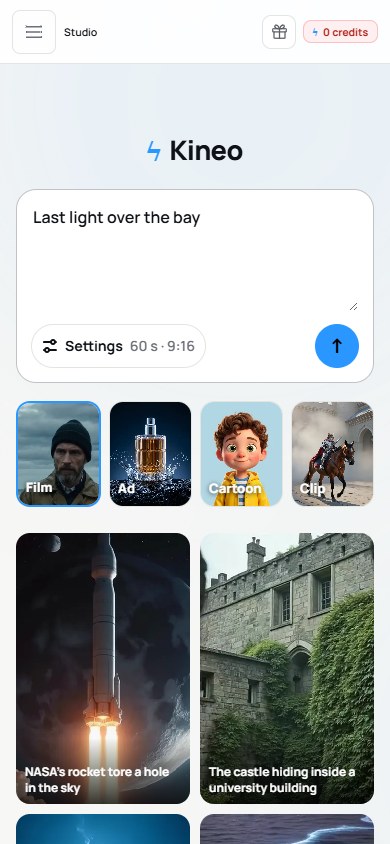 Studio
0 credits
Kineo
Last light over the bay
Settings 60 s · 9:16
Film
Ad
Cartoon
Clip
NASA's rocket tore a hole
in the sky
The castle hiding inside a
university building